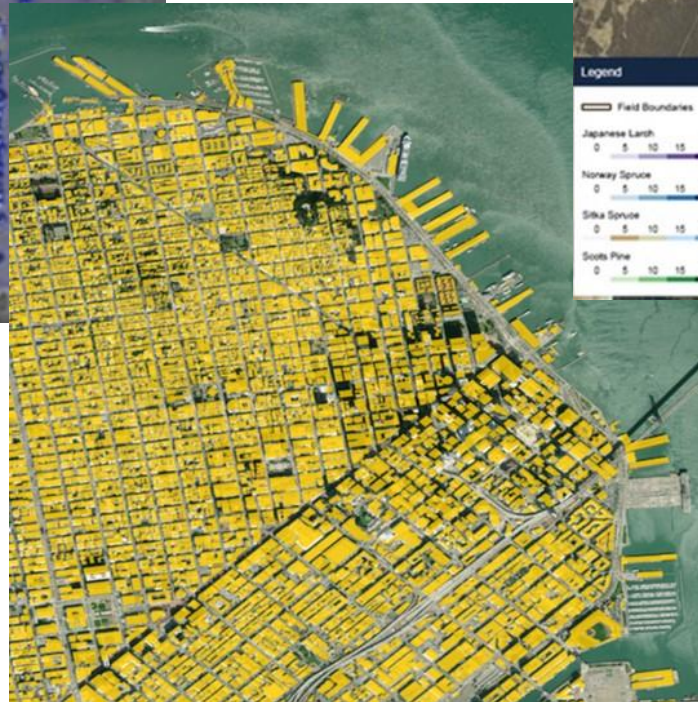 Legend
Field Boundaries
Japanese Larch
0 5 10 15
Norway Spruce
0 5 10 15
Sitka Spruce
0 5 10 15
Scots Pine
0 5 10 15